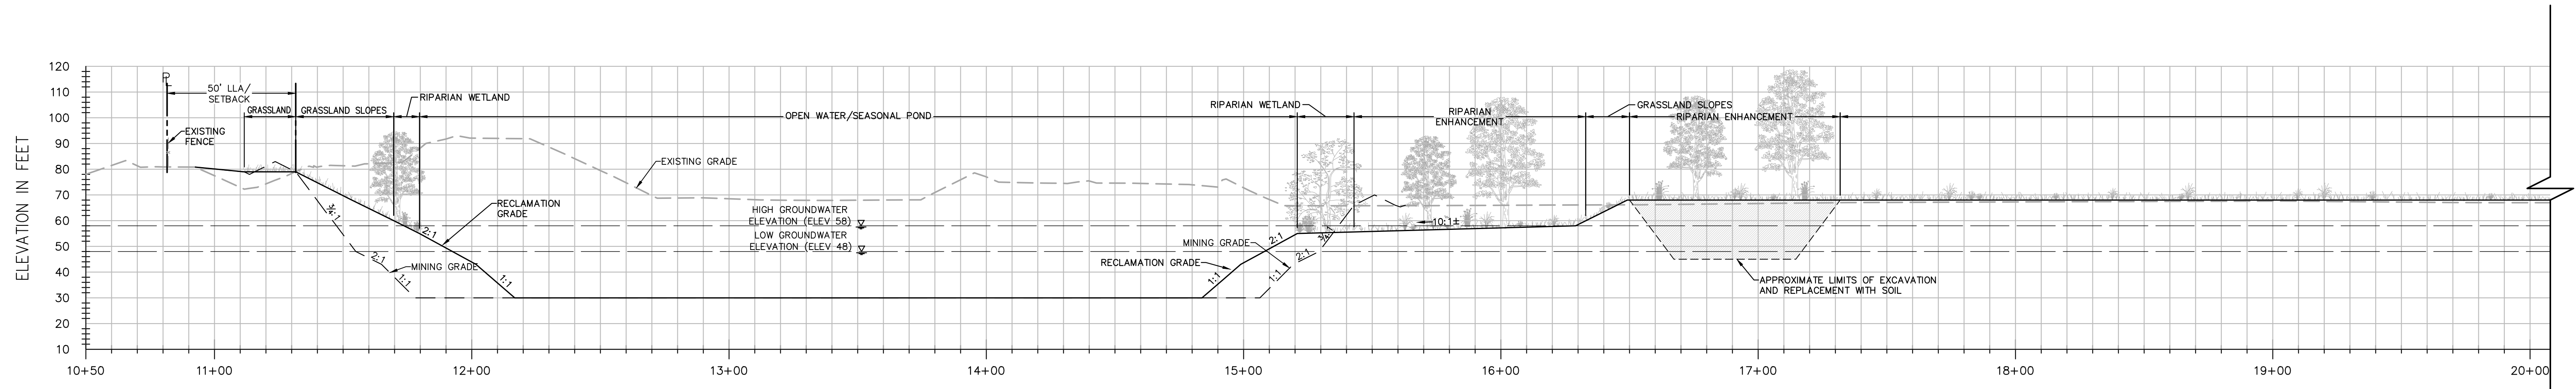 ELEVATION IN FEET
120
110
100
90
80
70
60
50
40
30
20
10
PL
50' LLA/
SETBACK
EXISTING
FENCE
GRASSLAND
GRASSLAND SLOPES
RIPARIAN WETLAND
OPEN WATER/SEASONAL POND
RIPARIAN WETLAND
RIPARIAN
ENHANCEMENT
GRASSLAND SLOPES
RIPARIAN ENHANCEMENT
EXISTING GRADE
RECLAMATION
GRADE
HIGH GROUNDWATER
ELEVATION (ELEV 58)
LOW GROUNDWATER
ELEVATION (ELEV 48)
¾:1
2:1
1:1
MINING GRADE
2:1
1:1
MINING GRADE
RECLAMATION GRADE
2:1
1:1
¾:1
2:1
1:1
10:1±
APPROXIMATE LIMITS OF EXCAVATION
AND REPLACEMENT WITH SOIL
10+50
11+00
12+00
13+00
14+00
15+00
16+00
17+00
18+00
19+00
20+00